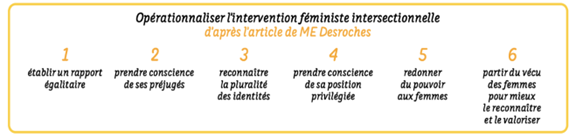 Opérationnaliser l'intervention féministe intersectionnelle
d'après l'article de ME Desroches
1
établir un rapport
égalitaire
2
prendre conscience
de ses préjugés
3
reconnaître
la pluralité
des identités
4
prendre conscience
de sa position
privilégiée
5
redonner
du pouvoir
aux femmes
6
partir du vécu
des femmes
pour mieux
le reconnaître
et le valoriser